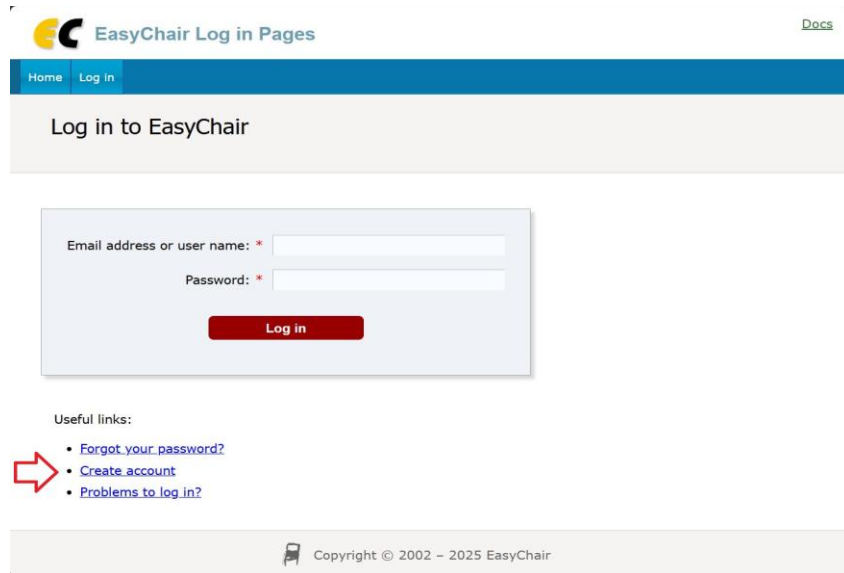 EC EasyChair Log in Pages
Docs
Home Log in
Log in to EasyChair
Email address or user name: *
Password: *
Log in
Useful links:
• Forgot your password?
• Create account
• Problems to log in?
Copyright © 2002 – 2025 EasyChair